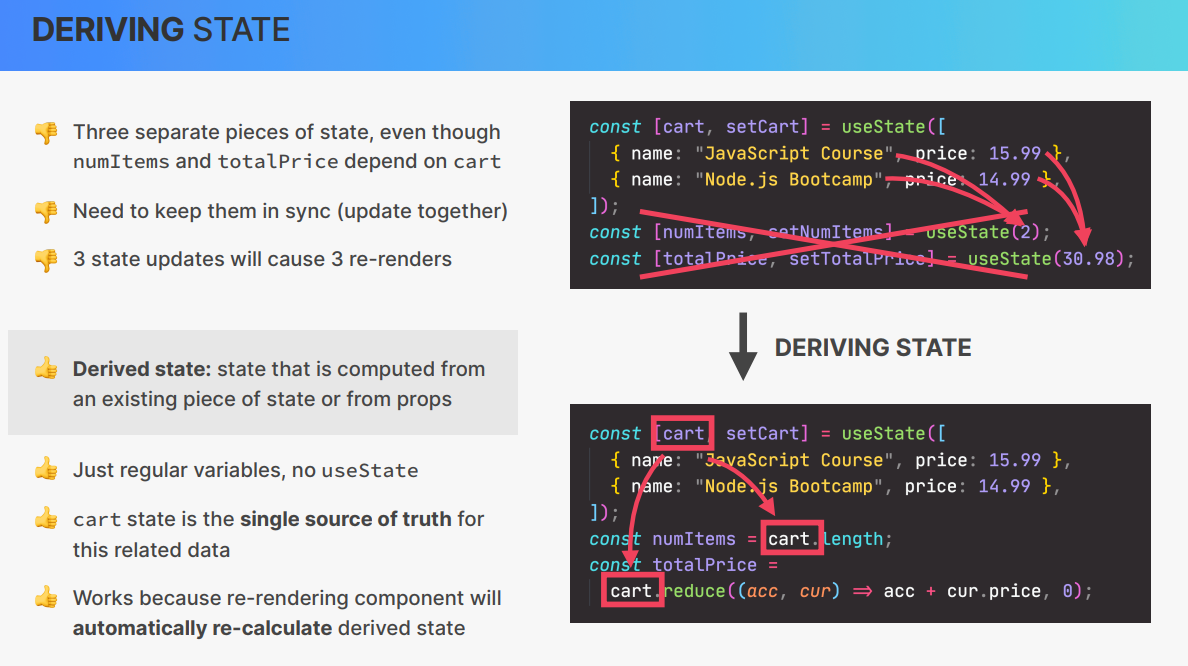 DERIVING STATE
Three separate pieces of state, even though
numItems and totalPrice depend on cart
Need to keep them in sync (update together)
3 state updates will cause 3 re-renders
Derived state: state that is computed from
an existing piece of state or from props
Just regular variables, no useState
cart state is the single source of truth for
this related data
Works because re-rendering component will
automatically re-calculate derived state
const [cart, setCart] = useState([
{ name: "JavaScript Course", price: 15.99 },
{ name: "Node.js Bootcamp", price: 14.99 },
]);
const [numItems, setNumItems] = useState(2);
const [totalPrice, setTotalPrice] = useState(30.98);
DERIVING STATE
const [cart, setCart] = useState([
{ name: "JavaScript Course", price: 15.99 },
{ name: "Node.js Bootcamp", price: 14.99 },
]);
const numItems = cart.length;
const totalPrice =
cart.reduce((acc, cur) => acc + cur.price, 0);